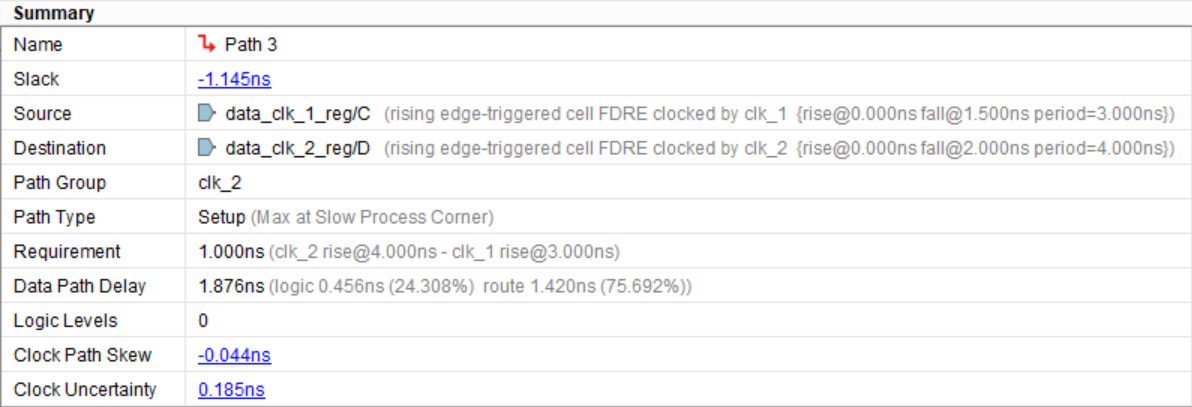 Summary
Name Path 3
Slack -1.145ns
Source data_clk_1_reg/C (rising edge-triggered cell FDRE clocked by clk_1 {rise@0.000ns fall@1.500ns period=3.000ns})
Destination data_clk_2_reg/D (rising edge-triggered cell FDRE clocked by clk_2 {rise@0.000ns fall@2.000ns period=4.000ns})
Path Group clk_2
Path Type Setup (Max at Slow Process Corner)
Requirement 1.000ns (clk_2 rise@4.000ns - clk_1 rise@3.000ns)
Data Path Delay 1.876ns (logic 0.456ns (24.308%) route 1.420ns (75.692%))
Logic Levels 0
Clock Path Skew -0.044ns
Clock Uncertainty 0.185ns